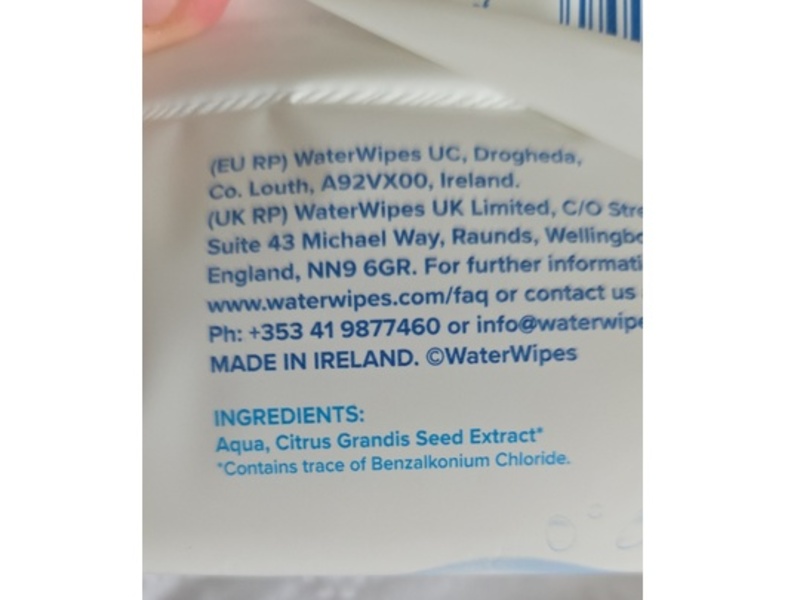 (EU RP) WaterWipes UC, Drogheda,
Co. Louth, A92VX00, Ireland.
(UK RP) WaterWipes UK Limited, C/O
Suite 43 Michael Way, Raunds,
England, NN9 6GR. For further
www.waterwipes.com/faq or contact us
Ph: +353 41 9877460 or
MADE IN IRELAND. ©WaterWipes
INGREDIENTS:
Aqua, Citrus Grandis Seed Extract*
*Contains trace of Benzalkonium Chloride.